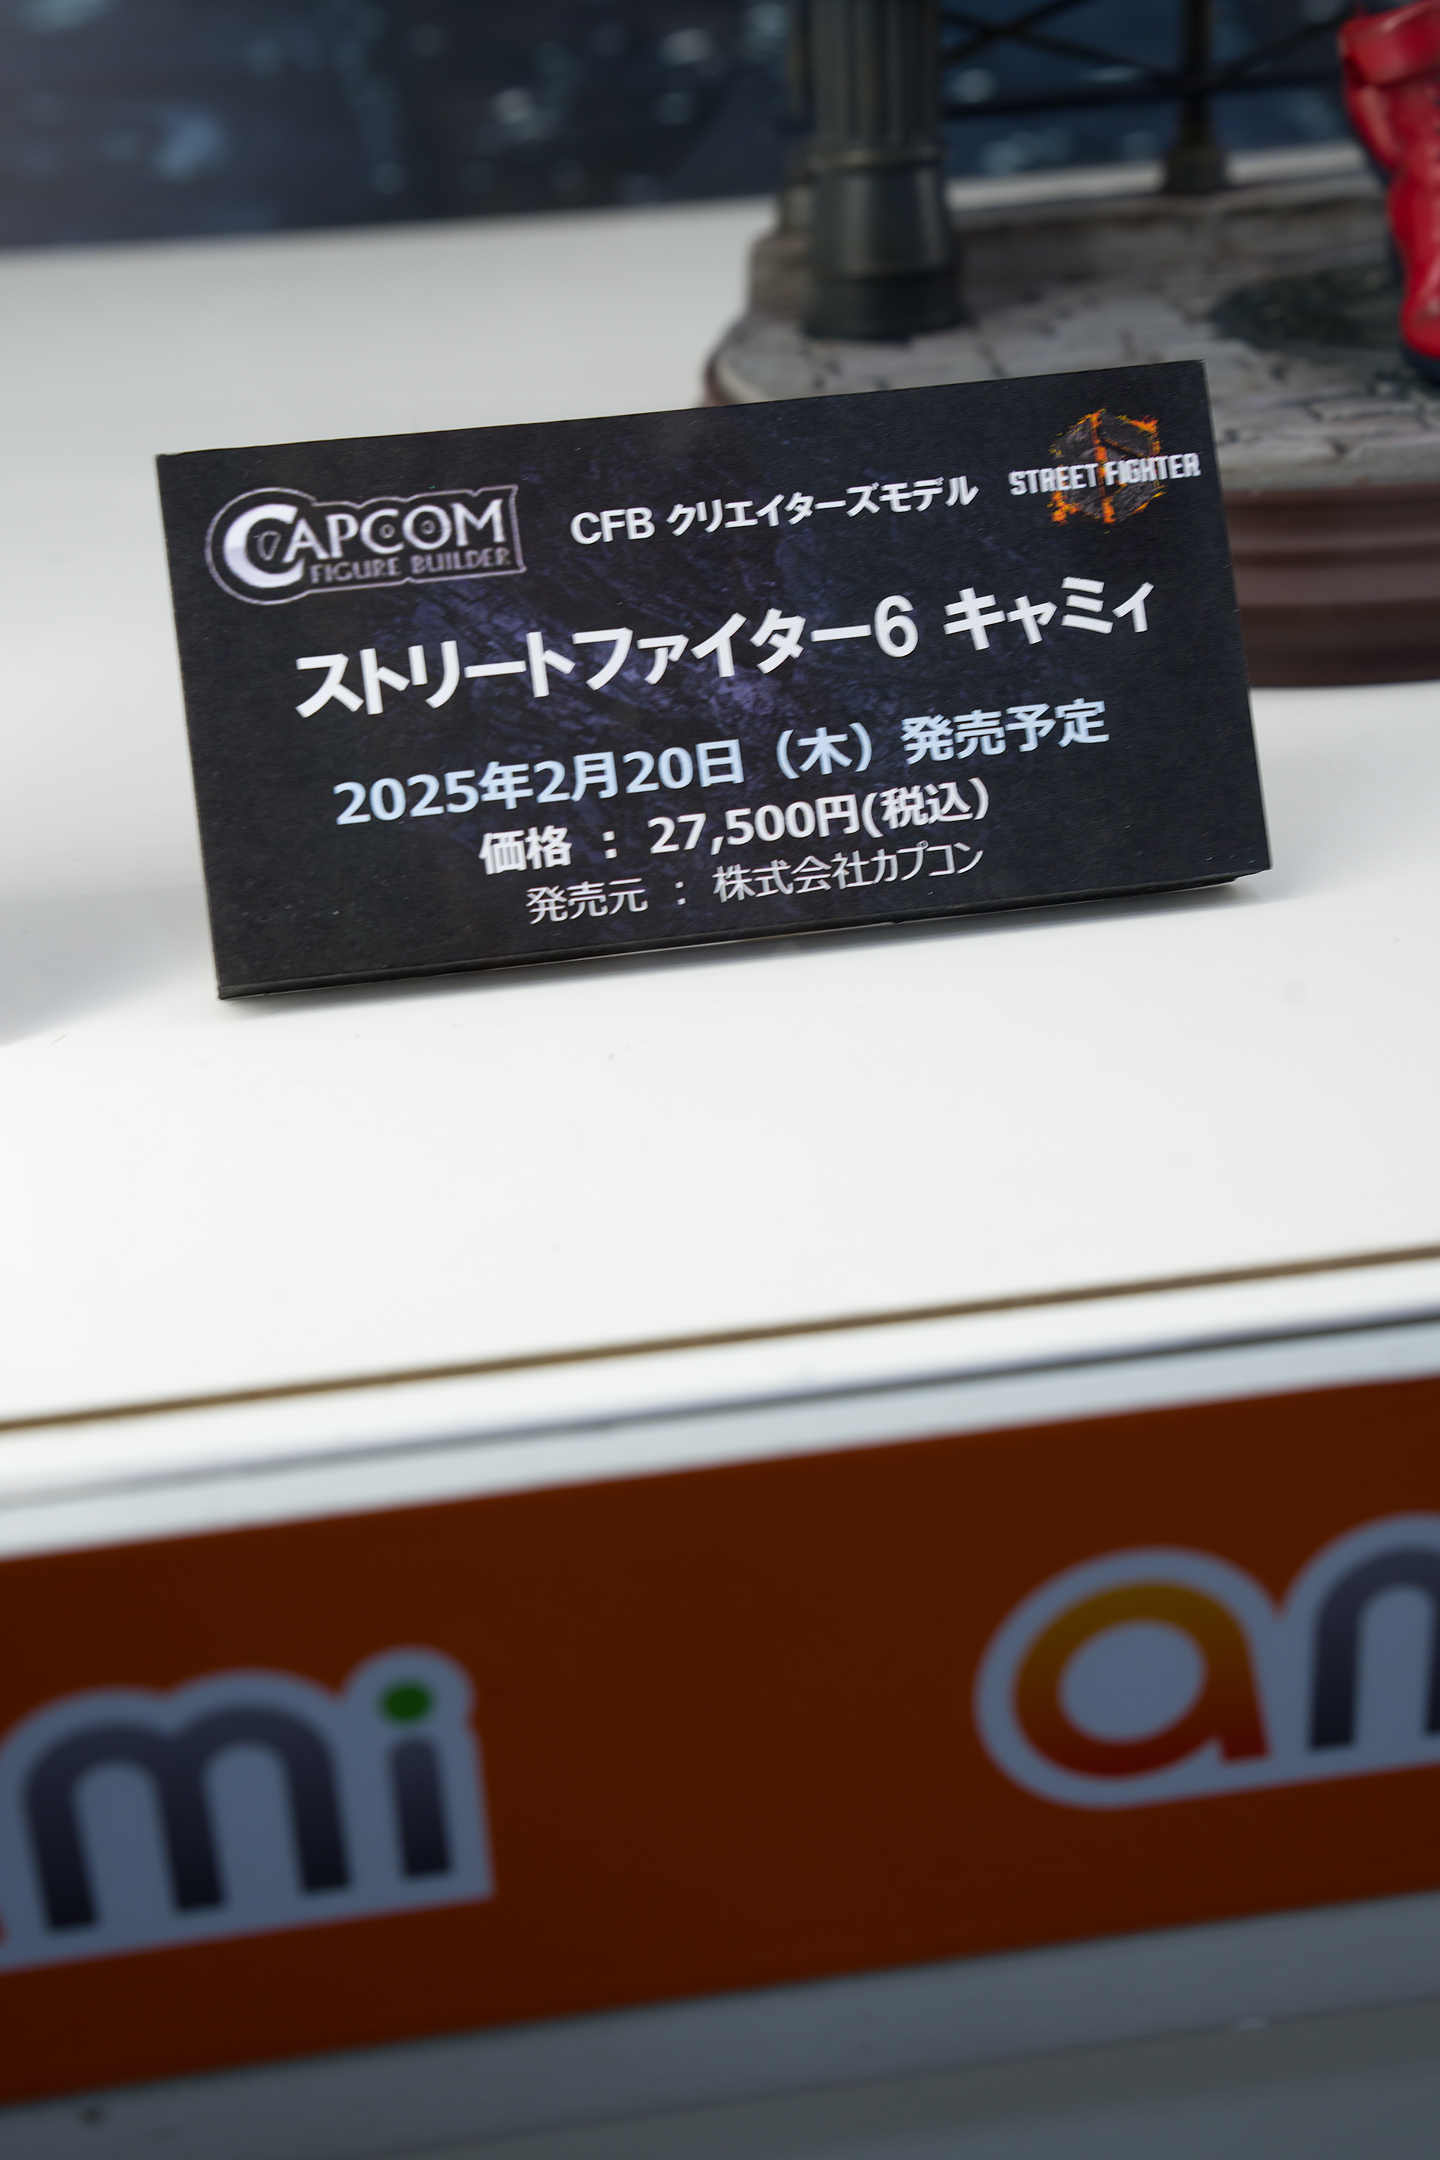 CAPCOM
FIGURE BUILDER
CFB クリエイターズモデル
STREET FIGHTER
6
ストリートファイター6 キャミィ
2025年2月20日（木）発売予定
価格 ： 27,500円(税込)
発売元 ： 株式会社カプコン
mi
am